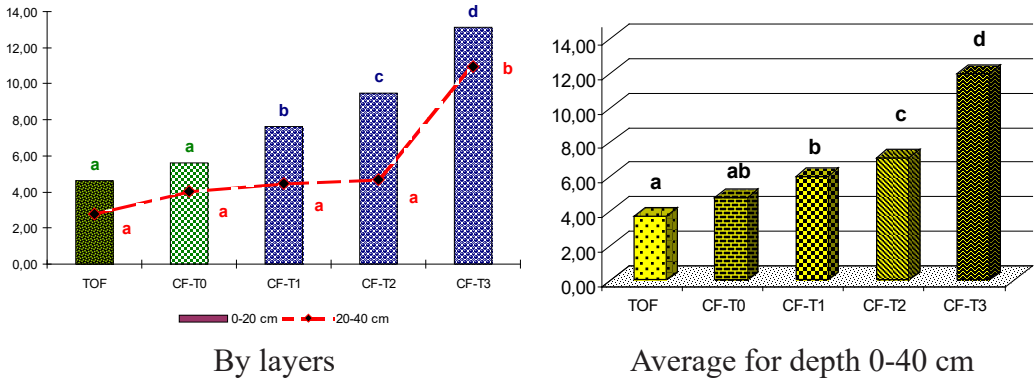 14,00
12,00
10,00
8,00
6,00
4,00
2,00
0,00
a
a
b
c
d
a
a
a
a
b
TOF
CF-T0
CF-T1
CF-T2
CF-T3
0-20 cm
20-40 cm
By layers
14,00
12,00
10,00
8,00
6,00
4,00
2,00
0,00
a
ab
b
c
d
TOF
CF-T0
CF-T1
CF-T2
CF-T3
Average for depth 0-40 cm